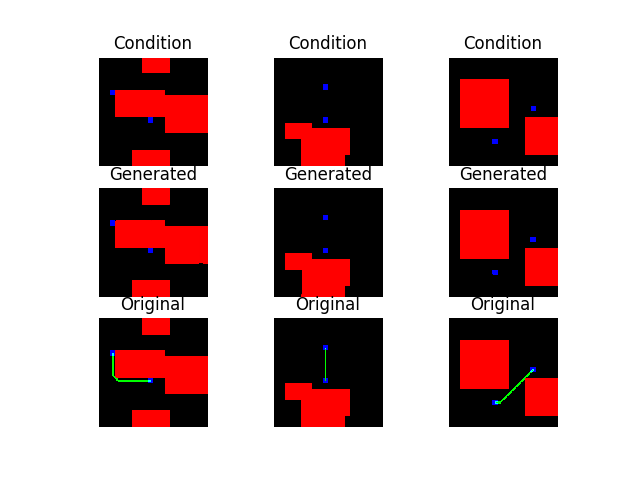 Condition Condition Condition
Generated Generated Generated
Original Original Original